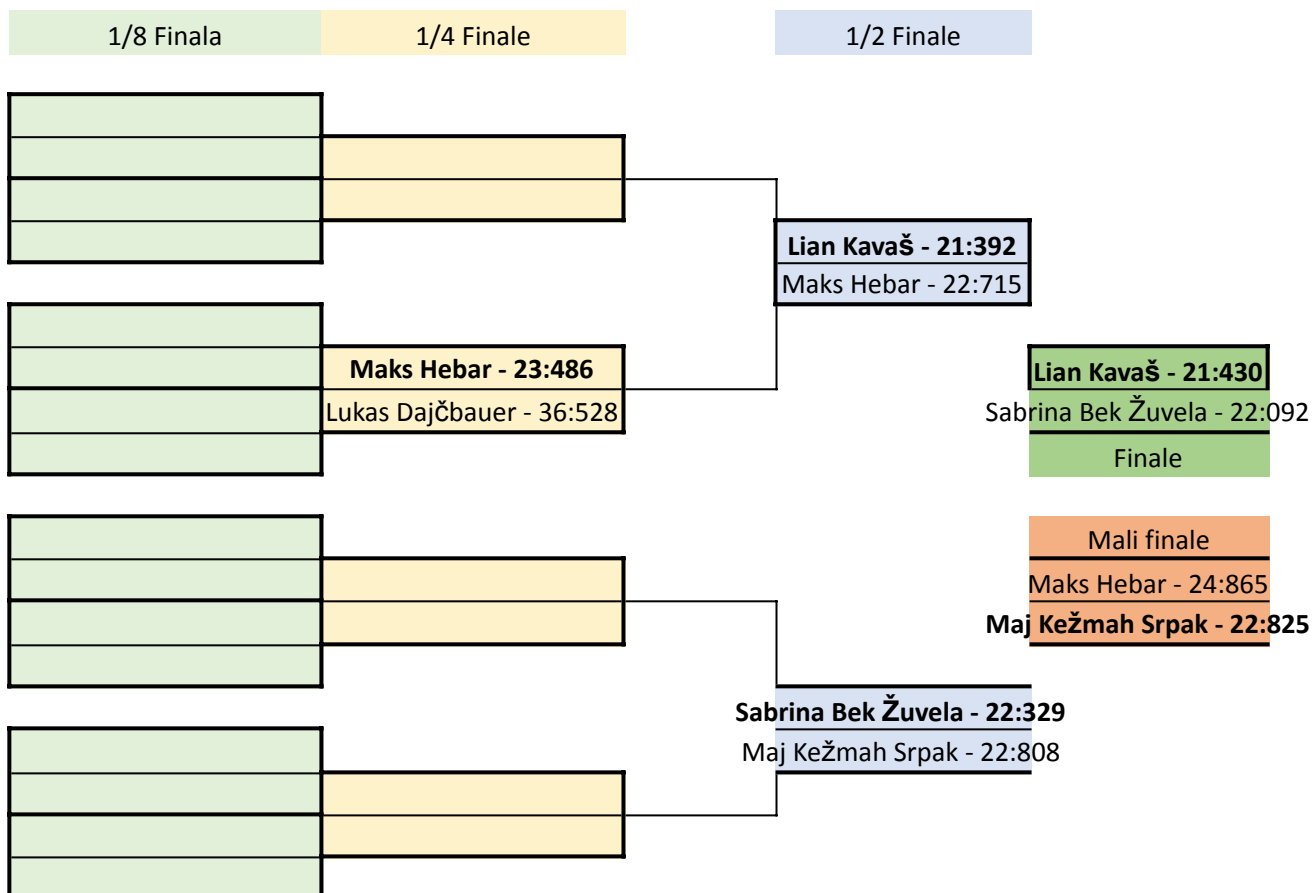 1/8 Finala
1/4 Finale
1/2 Finale
Lian Kavaš - 21:392
Maks Hebar - 22:715
Maks Hebar - 23:486
Lukas Dajčbauer - 36:528
Lian Kavaš - 21:430
Sabrina Bek Žuvela - 22:092
Finale
Mali finale
Maks Hebar - 24:865
Maj Kežmah Srpak - 22:825
Sabrina Bek Žuvela - 22:329
Maj Kežmah Srpak - 22:808